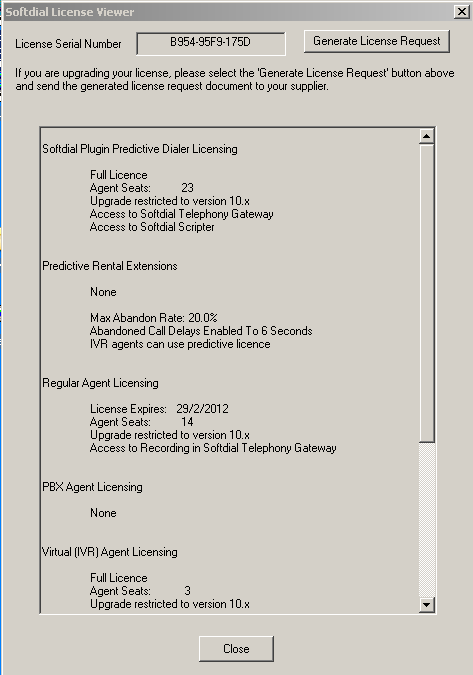 Softdial License Viewer
License Serial Number B954-95F9-175D Generate License Request
If you are upgrading your license, please select the 'Generate License Request' button above
and send the generated license request document to your supplier.
Softdial Plugin Predictive Dialer Licensing
Full Licence
Agent Seats: 23
Upgrade restricted to version 10.x
Access to Softdial Telephony Gateway
Access to Softdial Scripter
Predictive Rental Extensions
None
Max Abandon Rate: 20.0%
Abandoned Call Delays Enabled To 6 Seconds
IVR agents can use predictive licence
Regular Agent Licensing
License Expires: 29/2/2012
Agent Seats: 14
Upgrade restricted to version 10.x
Access to Recording in Softdial Telephony Gateway
PBX Agent Licensing
None
Virtual (IVR) Agent Licensing
Full Licence
Agent Seats: 3
Upgrade restricted to version 10.x
Close